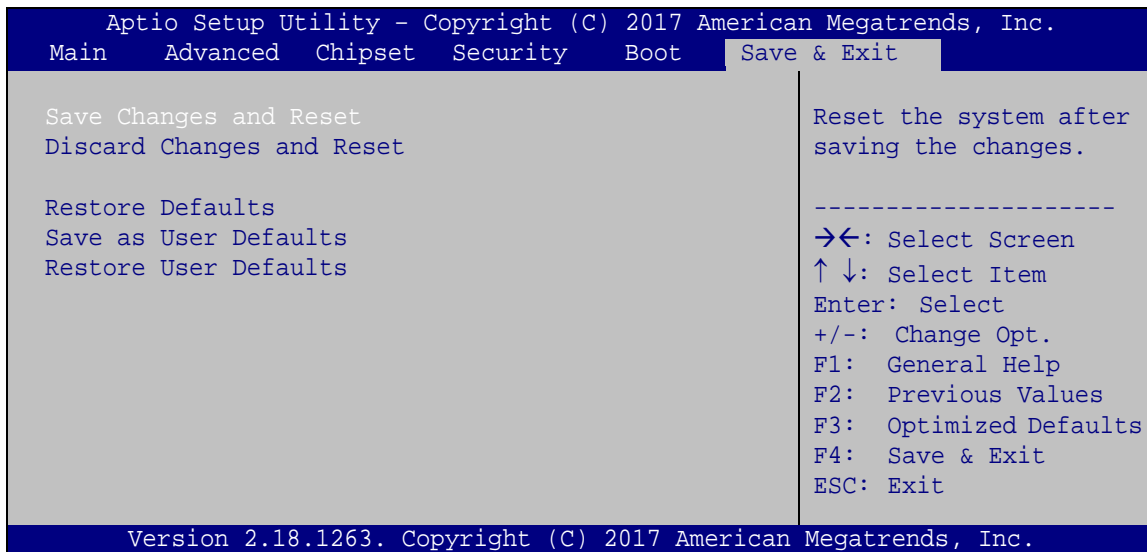 Aptio Setup Utility – Copyright (C) 2017 American Megatrends, Inc.
Main Advanced Chipset Security Boot Save & Exit
Save Changes and Reset
Discard Changes and Reset
Restore Defaults
Save as User Defaults
Restore User Defaults
Reset the system after
saving the changes.
---------------------
→←: Select Screen
↑ ↓: Select Item
Enter: Select
+/-: Change Opt.
F1: General Help
F2: Previous Values
F3: Optimized Defaults
F4: Save & Exit
ESC: Exit
Version 2.18.1263. Copyright (C) 2017 American Megatrends, Inc.